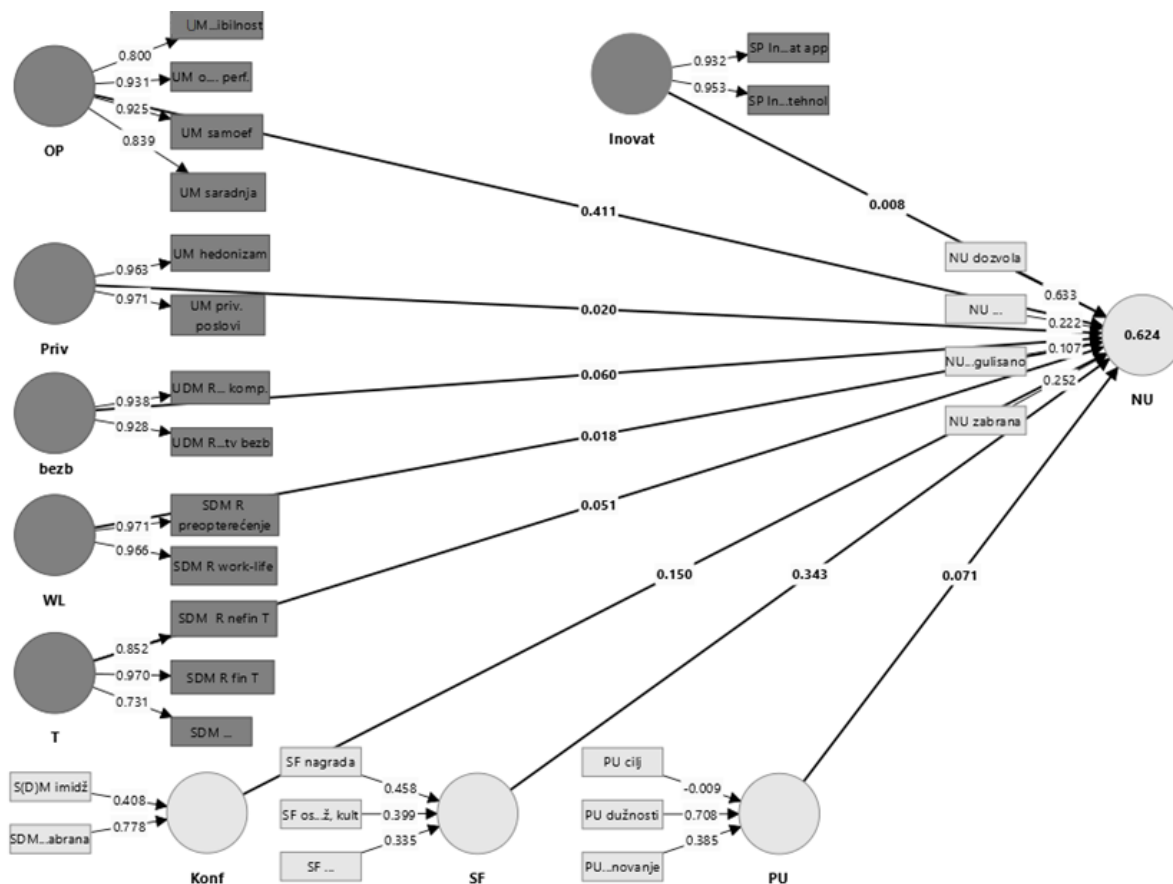 UM...ibilnost
0.800
UM o.... perf.
0.931
0.925
UM samoef
0.839
UM saradnja
OP
SP In...at app
0.932
0.953
SP In...tehnol
Inovat
0.008
0.411
UM hedonizam
0.963
0.971
UM priv.
poslovi
Priv
0.020
NU dozvola
0.633
NU ...
0.222
0.107
NU...gulisano
0.252
NU zabrana
0.624
NU
UDM R... komp.
0.938
0.928
UDM R...tv bezb
bezb
0.060
0.018
SDM R
preopterećenje
0.971
0.966
SDM R work-life
WL
0.051
SDM R nefin T
0.852
0.970
SDM R fin T
0.731
SDM ...
T
0.150
0.343
0.071
S(D)M imidž
0.408
0.778
SDM...abrana
Konf
SF nagrada
0.458
SF os...ž, kult
0.399
0.335
SF ...
SF
PU cilj
-0.009
PU dužnosti
0.708
0.385
PU...novanje
PU